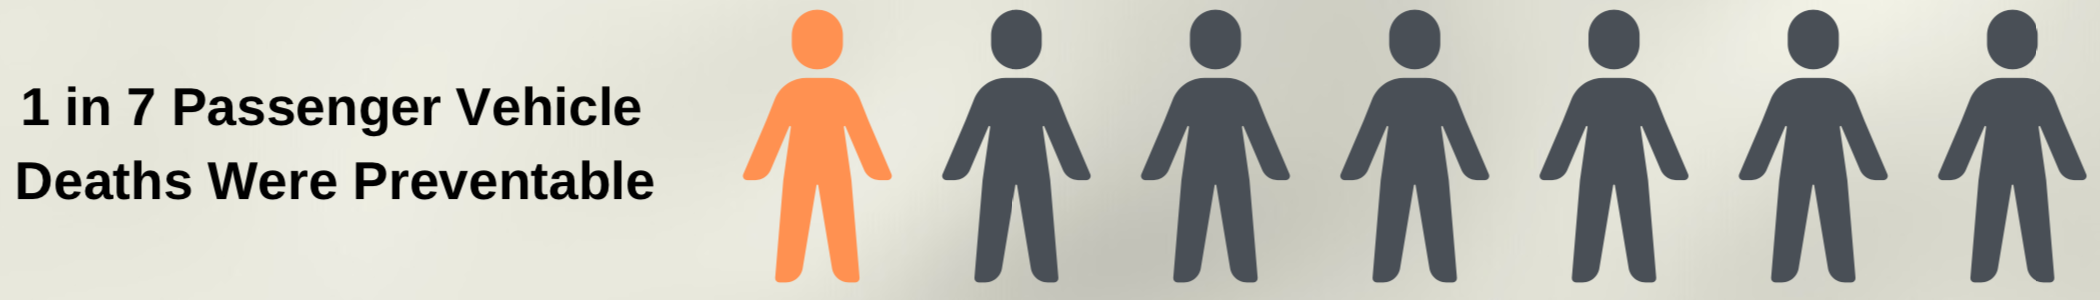 1 in 7 Passenger Vehicle
Deaths Were Preventable